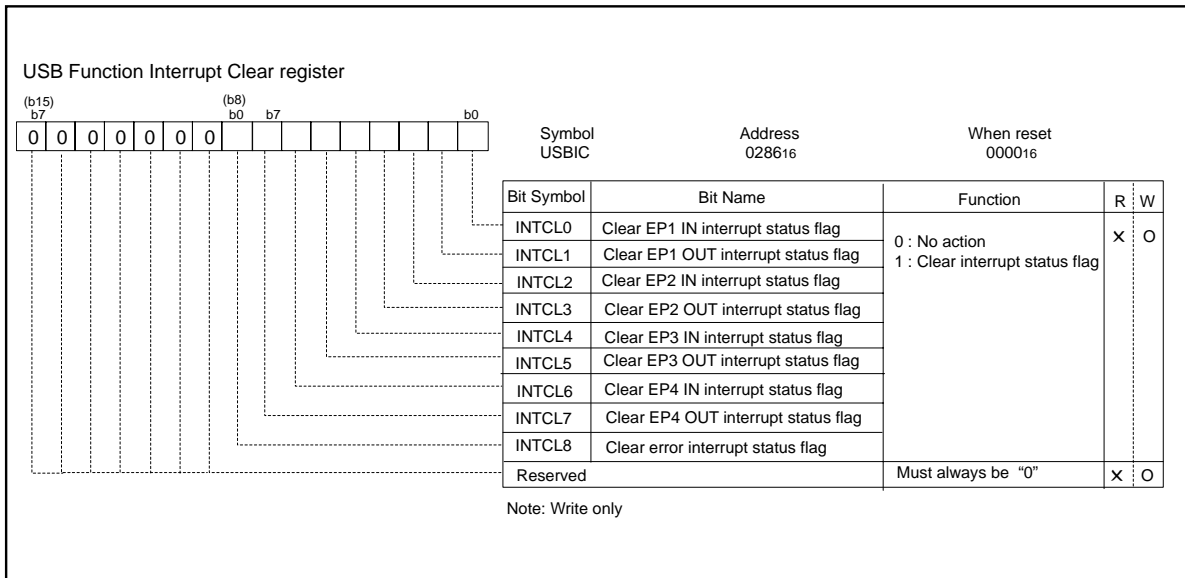 USB Function Interrupt Clear register
(b15) (b8)
b7 b0 b7 b0
0 0 0 0 0 0 0
Symbol Address When reset
USBIC 028616 000016
Bit Symbol Bit Name Function R W
INTCL0 Clear EP1 IN interrupt status flag 0 : No action X O
INTCL1 Clear EP1 OUT interrupt status flag 1 : Clear interrupt status flag
INTCL2 Clear EP2 IN interrupt status flag
INTCL3 Clear EP2 OUT interrupt status flag
INTCL4 Clear EP3 IN interrupt status flag
INTCL5 Clear EP3 OUT interrupt status flag
INTCL6 Clear EP4 IN interrupt status flag
INTCL7 Clear EP4 OUT interrupt status flag
INTCL8 Clear error interrupt status flag
Reserved Must always be “0” X O
Note: Write only